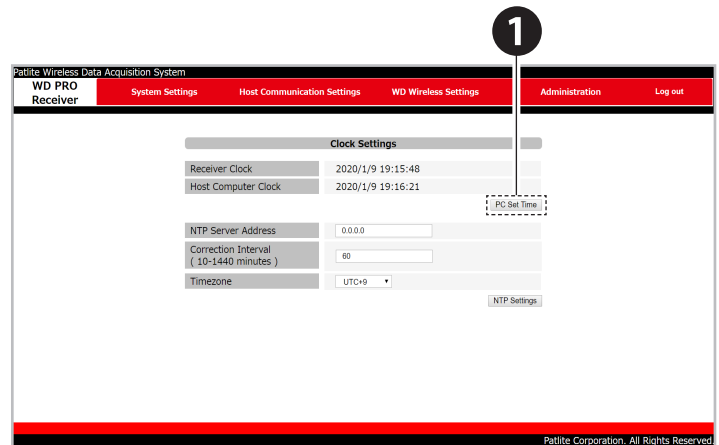 1
Patlite Wireless Data Acquisition System
WD PRO
Receiver
System Settings
Host Communication Settings
WD Wireless Settings
Administration
Log out
Clock Settings
Receiver Clock 2020/1/9 19:15:48
Host Computer Clock 2020/1/9 19:16:21
PC Set Time
NTP Server Address 0.0.0.0
Correction Interval
( 10-1440 minutes ) 60
Timezone UTC+9
NTP Settings
Patlite Corporation. All Rights Reserved.